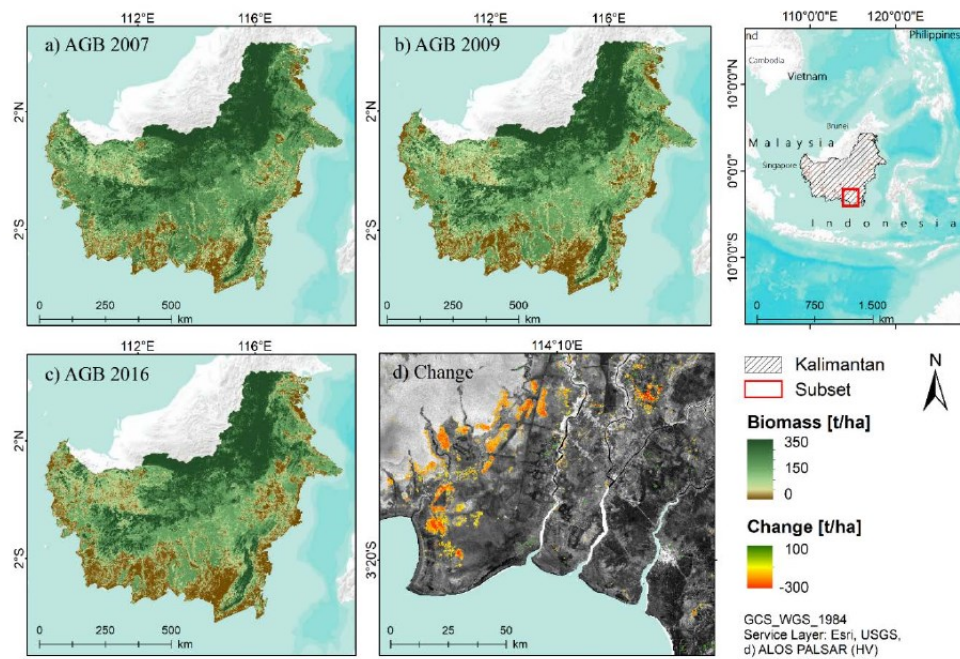 112°E 116°E
112°E 116°E
110°0'0"E 120°0'0"E
a) AGB 2007
b) AGB 2009
nd
Philippines
Cambodia
Vietnam
10°0'0"N
2°N
Brunei
Malaysia
Singapore
0°0'0"
2°S
Indonesia
10°0'0"S
0 250 500
km
0 250 500
km
0 750 1.500
km
112°E 116°E
114°10'E
c) AGB 2016
d) Change
2°N
2°S
3°20'S
0 250 500
km
0 25 50
km
Kalimantan
Subset
N
Biomass [t/ha]
350
150
0
Change [t/ha]
100
-300
GCS_WGS_1984
Service Layer: Esri, USGS,
d) ALOS PALSAR (HV)